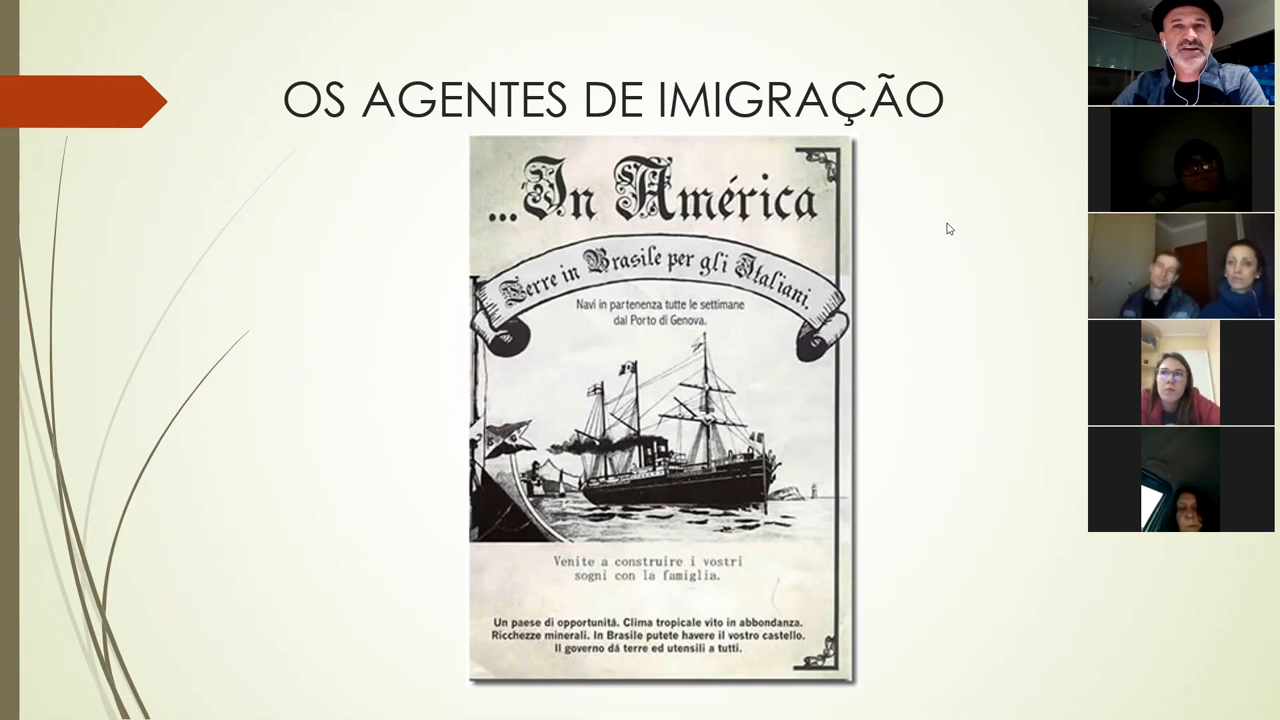 OS AGENTES DE IMIGRAÇÃO
...In América
Terre in Brasile per gli Italiani.
Navi in partenenza tutte le settimane
dal Porto di Genova.
Venite a construire i vostri
sogni con la famiglia.
Un paese di opportunitá. Clima tropicale vito in abbondanza.
Ricchezze minerali. In Brasile putete havere il vostro castello.
Il governo dá terre ed utensili a tutti.